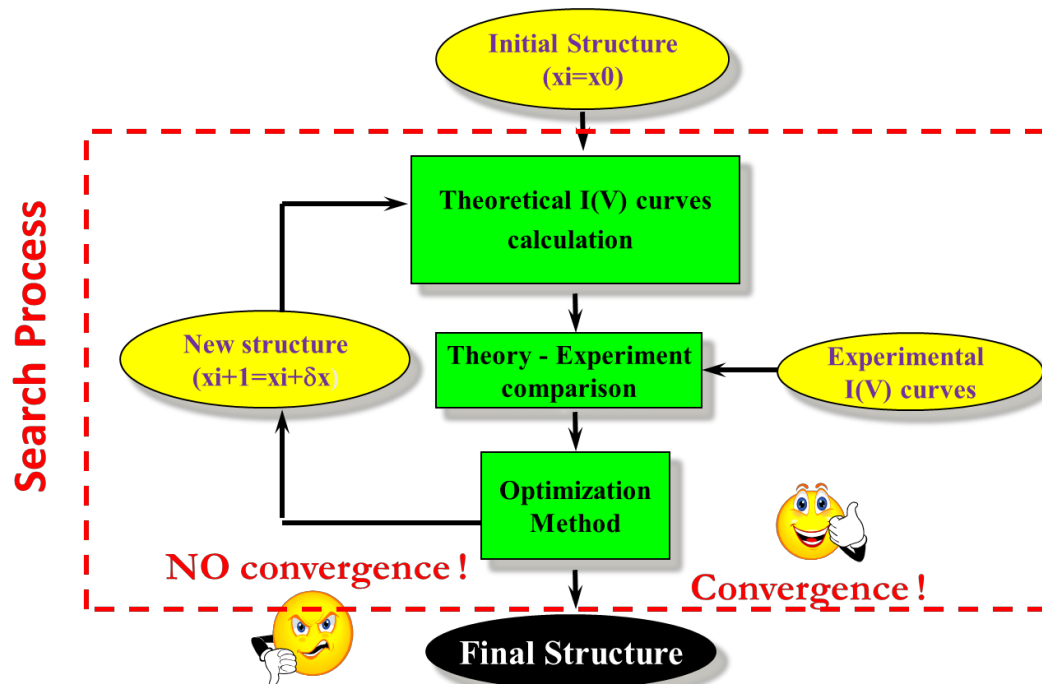 Initial Structure
(xi=x0)
Search Process
Theoretical I(V) curves
calculation
New structure
(xi+1=xi+δx)
Theory - Experiment
comparison
Experimental
I(V) curves
Optimization
Method
NO convergence !
Convergence !
Final Structure